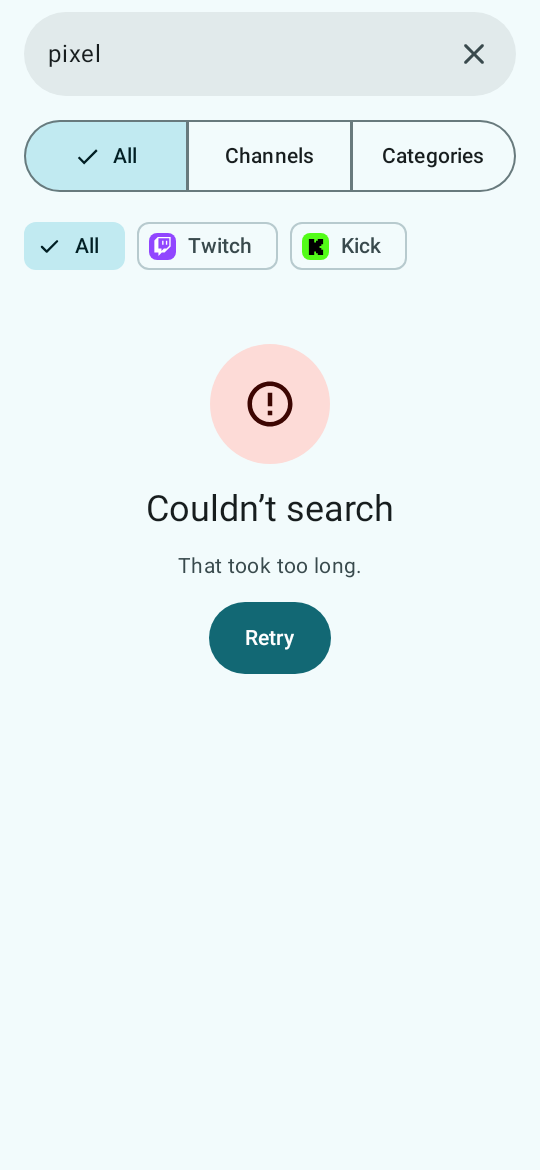 pixel
All
Channels
Categories
All
Twitch
Kick
Couldn’t search
That took too long.
Retry